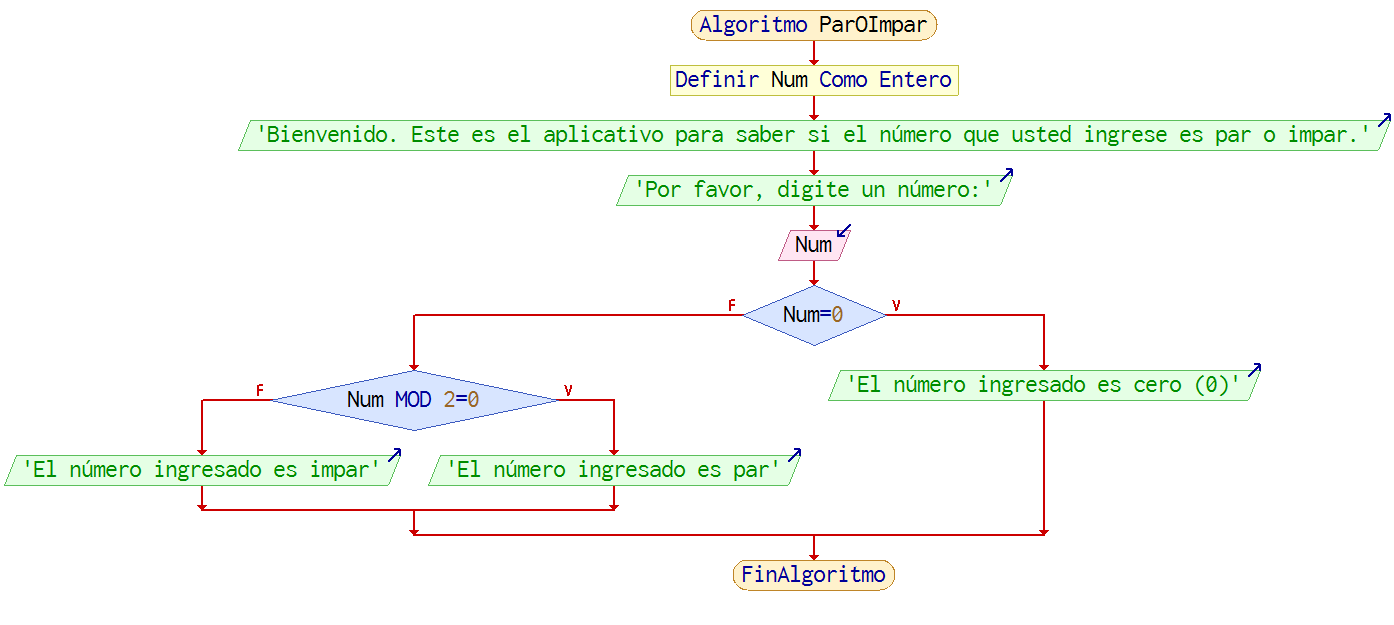 Algoritmo ParOImpar
Definir Num Como Entero
'Bienvenido. Este es el aplicativo para saber si el número que usted ingrese es par o impar.'
'Por favor, digite un número:'
Num
F
Num=0
V
F
Num MOD 2=0
V
'El número ingresado es cero (0)'
'El número ingresado es impar'
'El número ingresado es par'
FinAlgoritmo